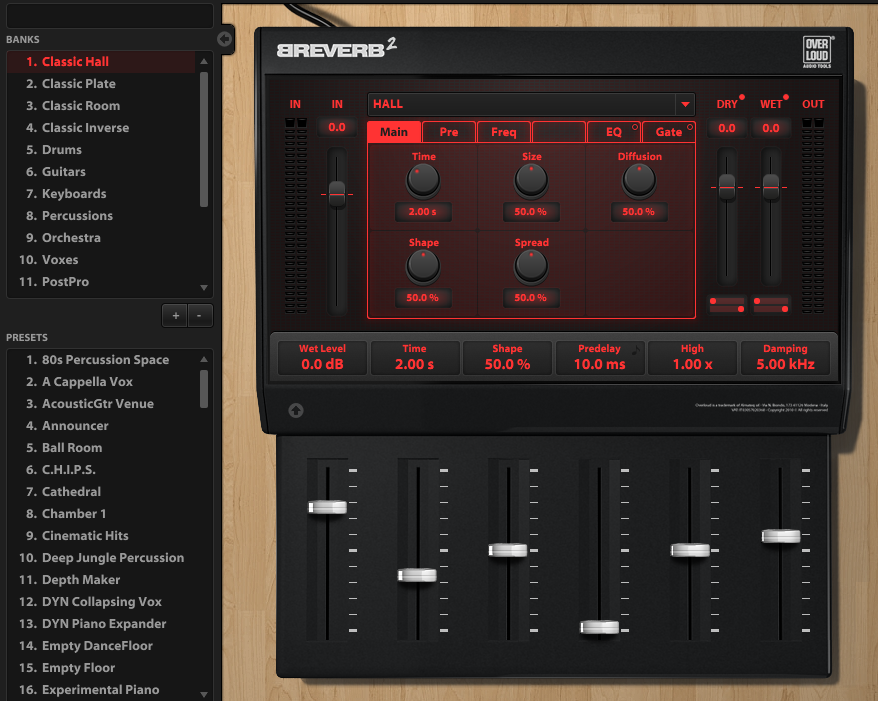 BANKS
1. Classic Hall
2. Classic Plate
3. Classic Room
4. Classic Inverse
5. Drums
6. Guitars
7. Keyboards
8. Percussions
9. Orchestra
10. Voxes
11. PostPro
+ -
PRESETS
1. 80s Percussion Space
2. A Cappella Vox
3. AcousticGtr Venue
4. Announcer
5. Ball Room
6. C.H.I.P.S.
7. Cathedral
8. Chamber 1
9. Cinematic Hits
10. Deep Jungle Percussion
11. Depth Maker
12. DYN Collapsing Vox
13. DYN Piano Expander
14. Empty DanceFloor
15. Empty Floor
16. Experimental Piano
BREVERB 2
OVER
LOUD
AUDIO TOOLS
IN IN HALL DRY WET OUT
0.0 0.0 0.0
Main Pre Freq EQ Gate
Time Size Diffusion
2.00 s 50.0 % 50.0 %
Shape Spread
50.0 % 50.0 %
Wet Level Time Shape Predelay High Damping
0.0 dB 2.00 s 50.0 % 10.0 ms 1.00 x 5.00 kHz